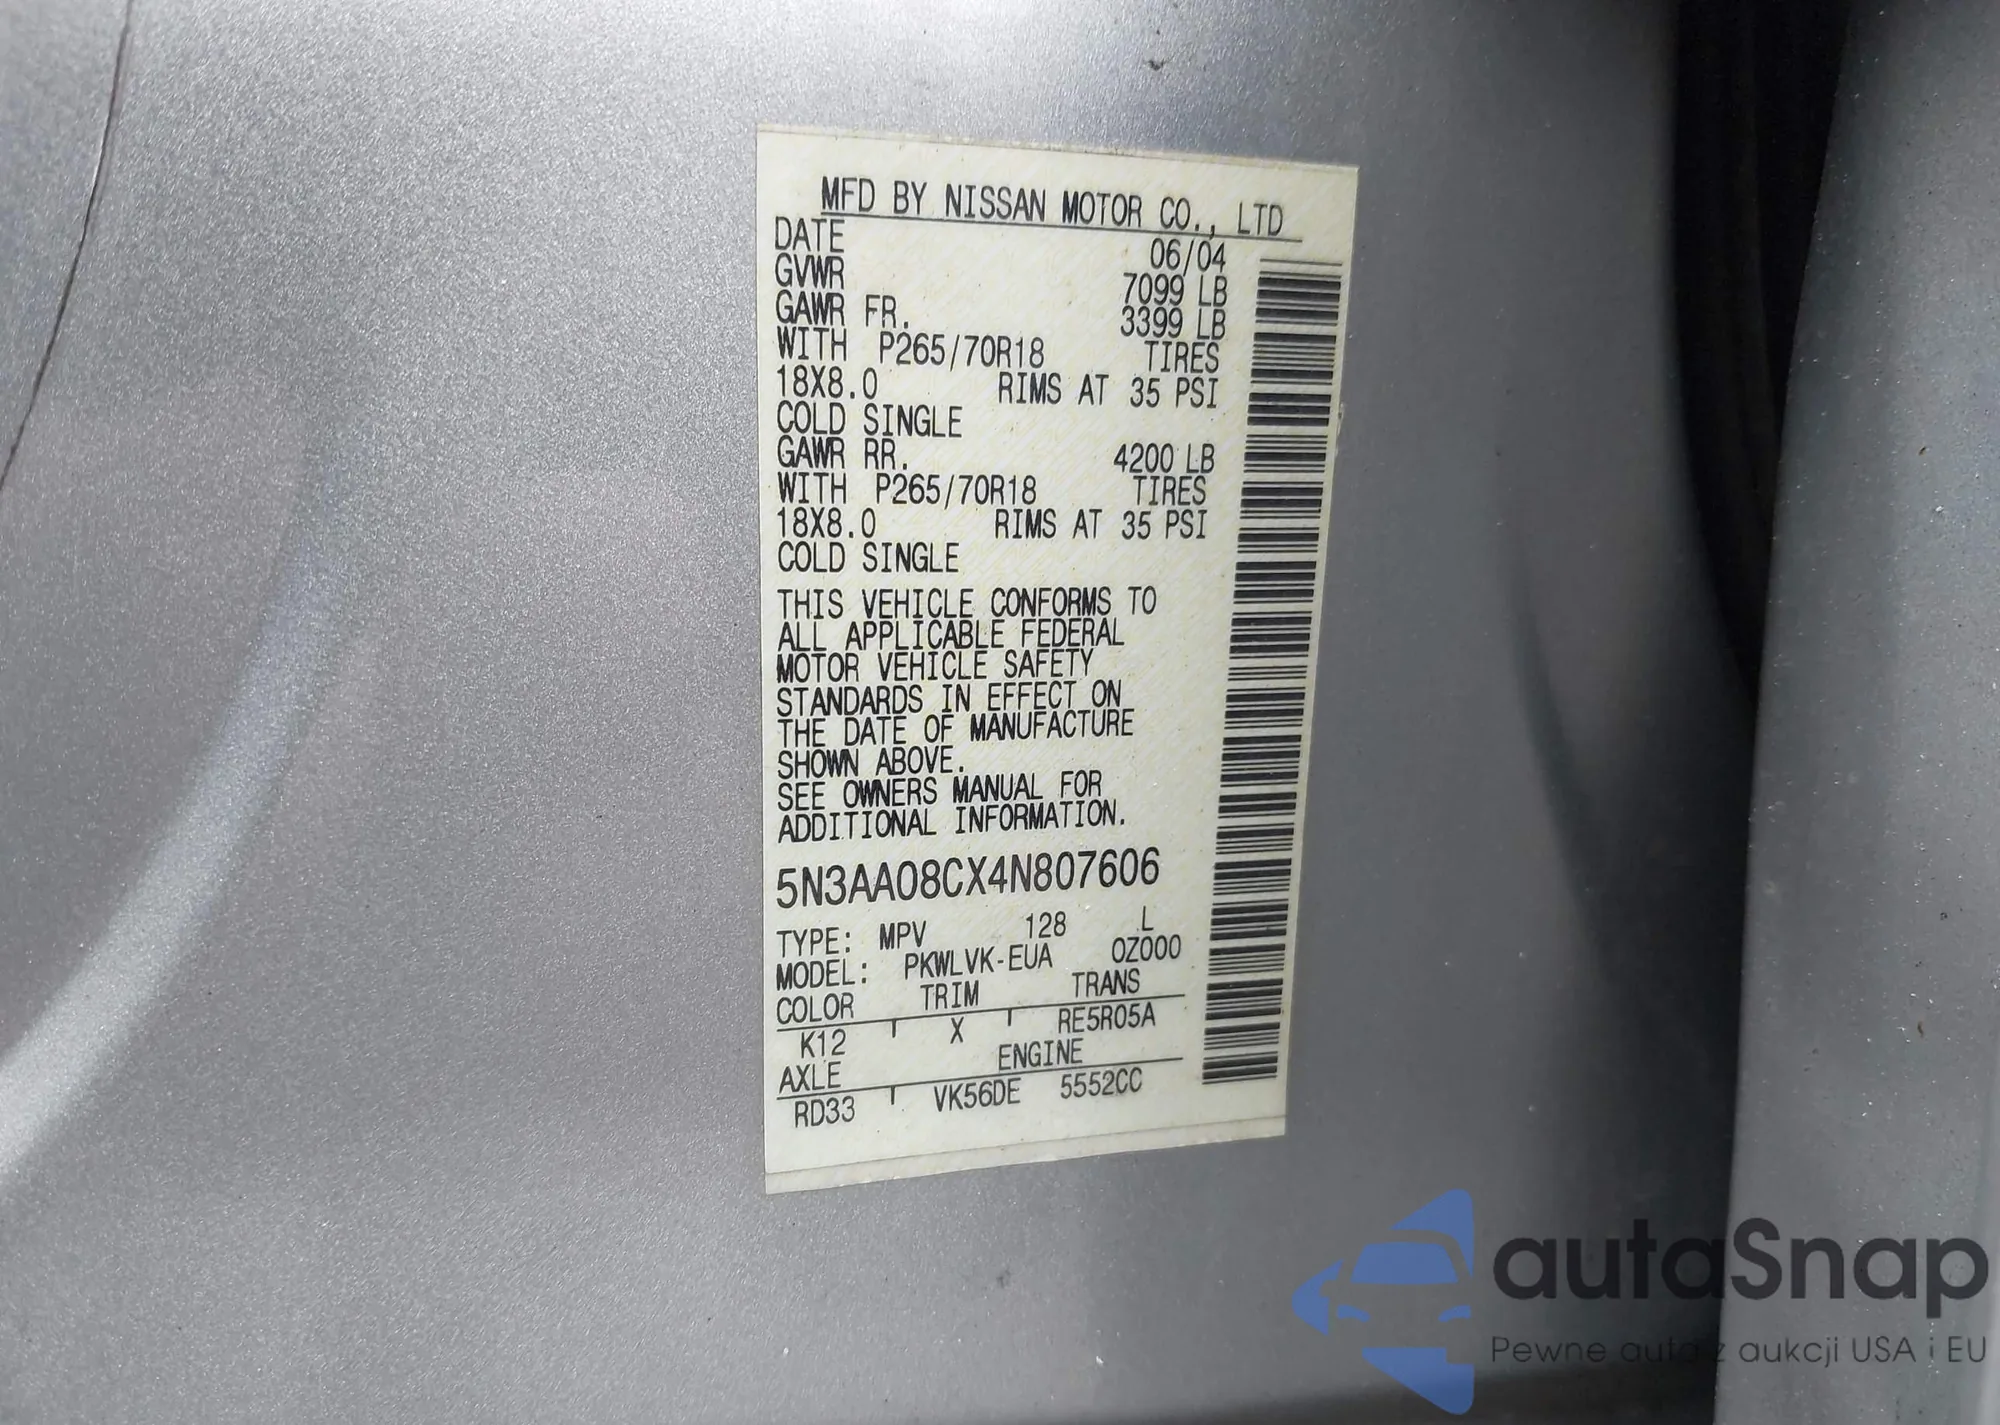 MFD BY NISSAN MOTOR CO., LTD
DATE 06/04
GVWR 7099 LB
GAWR FR. 3399 LB
WITH P265/70R18 TIRES
18X8.0 RIMS AT 35 PSI
COLD SINGLE
GAWR RR. 4200 LB
WITH P265/70R18 TIRES
18X8.0 RIMS AT 35 PSI
COLD SINGLE
THIS VEHICLE CONFORMS TO
ALL APPLICABLE FEDERAL
MOTOR VEHICLE SAFETY
STANDARDS IN EFFECT ON
THE DATE OF MANUFACTURE
SHOWN ABOVE.
SEE OWNERS MANUAL FOR
ADDITIONAL INFORMATION.
5N3AA08CX4N807606
TYPE: MPV 128 L
MODEL: PKWLVK-EUA 0Z000
COLOR TRIM TRANS
K12 X RE5R05A
AXLE ENGINE
RD33 VK56DE 5552CC
autaSnap
Pewne auta z aukcji USA i EU